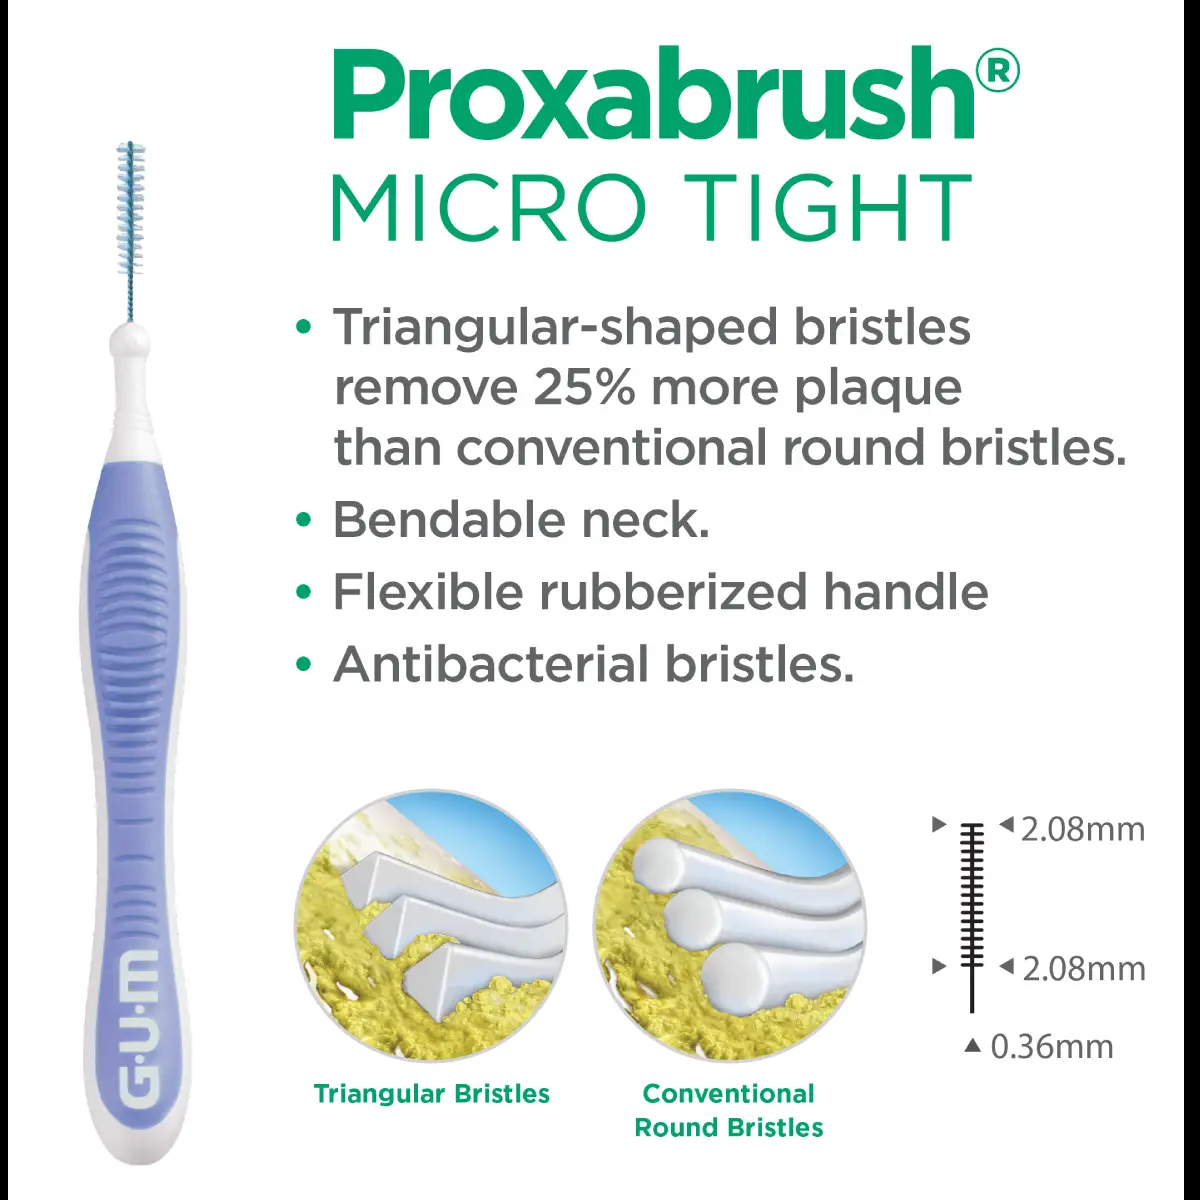 Proxabrush®
MICRO TIGHT
• Triangular-shaped bristles
remove 25% more plaque
than conventional round bristles.
• Bendable neck.
• Flexible rubberized handle
• Antibacterial bristles.
G·U·M
Triangular Bristles
Conventional
Round Bristles
2.08mm
2.08mm
0.36mm